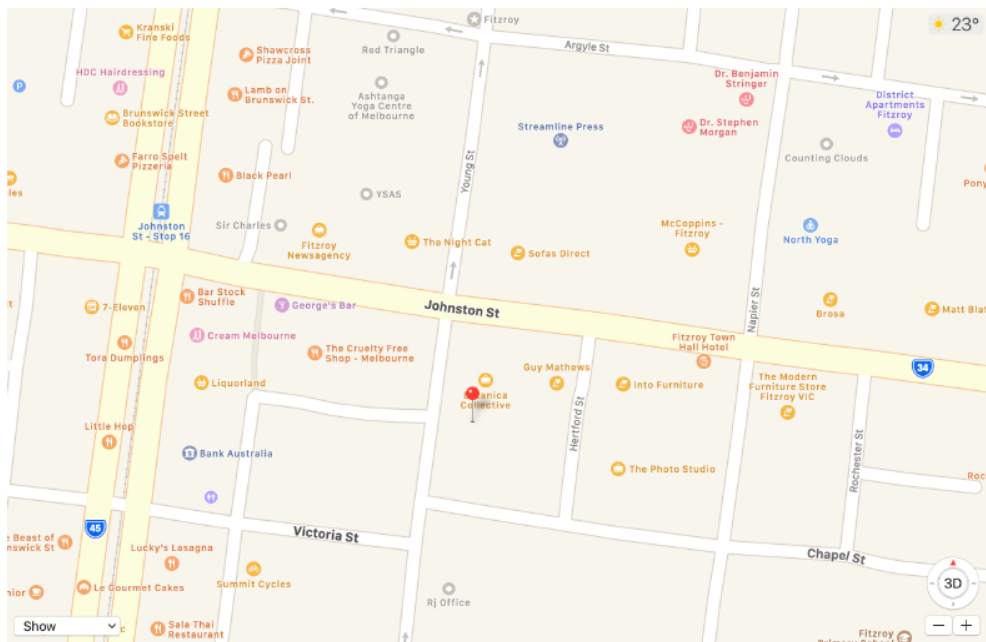 Kranski
Fine Foods
Fitzroy
23°
Red Triangle
Argyle St
Shawcross
Pizza Joint
HDC Hairdressing
P
Lamb on
Brunswick St.
Ashtanga
Yoga Centre
of Melbourne
Dr. Benjamin
Stringer
District
Apartments
Fitzroy
Brunswick Street
Bookstore
Streamline Press
Dr. Stephen
Morgan
Farro Spelt
Pizzeria
Young St
Counting Clouds
Black Pearl
YSAS
Johnston
St - Stop 16
Sir Charles
Fitzroy
Newsagency
The Night Cat
Sofas Direct
McCoppins -
Fitzroy
North Yoga
7-Eleven
Bar Stock
Shuffle
George's Bar
Johnston St
Napier St
Brosa
Cream Melbourne
Tora Dumplings
The Cruelty Free
Shop - Melbourne
Fitzroy Town
Hall Hotel
34
Liquorland
Guy Mathews
Into Furniture
The Modern
Furniture Store
Fitzroy VIC
Collective
Hertford St
Little Hop
Bank Australia
The Photo Studio
Rochester St
45
Victoria St
Chapel St
Lucky's Lasagna
Summit Cycles
Le Gourmet Cakes
Rj Office
3D
Show
Sala Thai
Restaurant
Fitzroy
− +